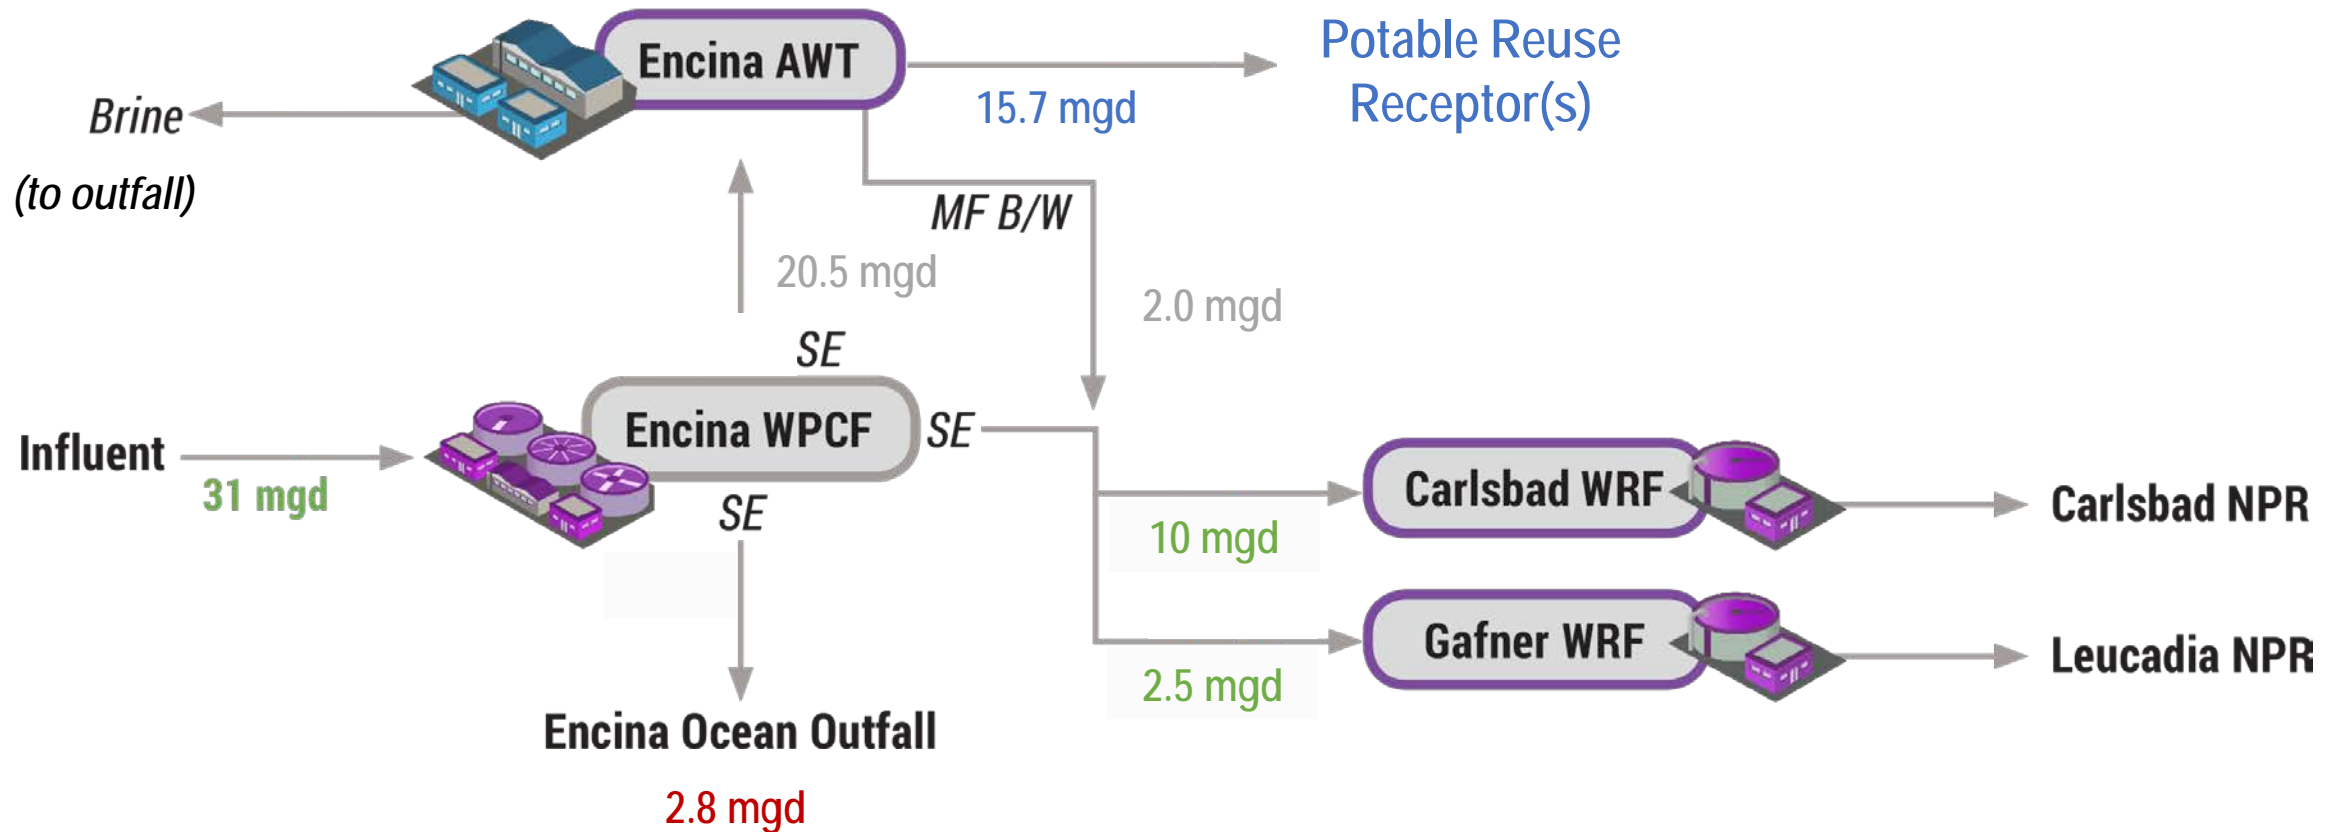 Encina AWT
Potable Reuse
Receptor(s)
15.7 mgd
Brine
(to outfall)
MF B/W
20.5 mgd
2.0 mgd
SE
Encina WPCF
SE
Influent
31 mgd
SE
Carlsbad WRF
Carlsbad NPR
10 mgd
Gafner WRF
Leucadia NPR
2.5 mgd
Encina Ocean Outfall
2.8 mgd